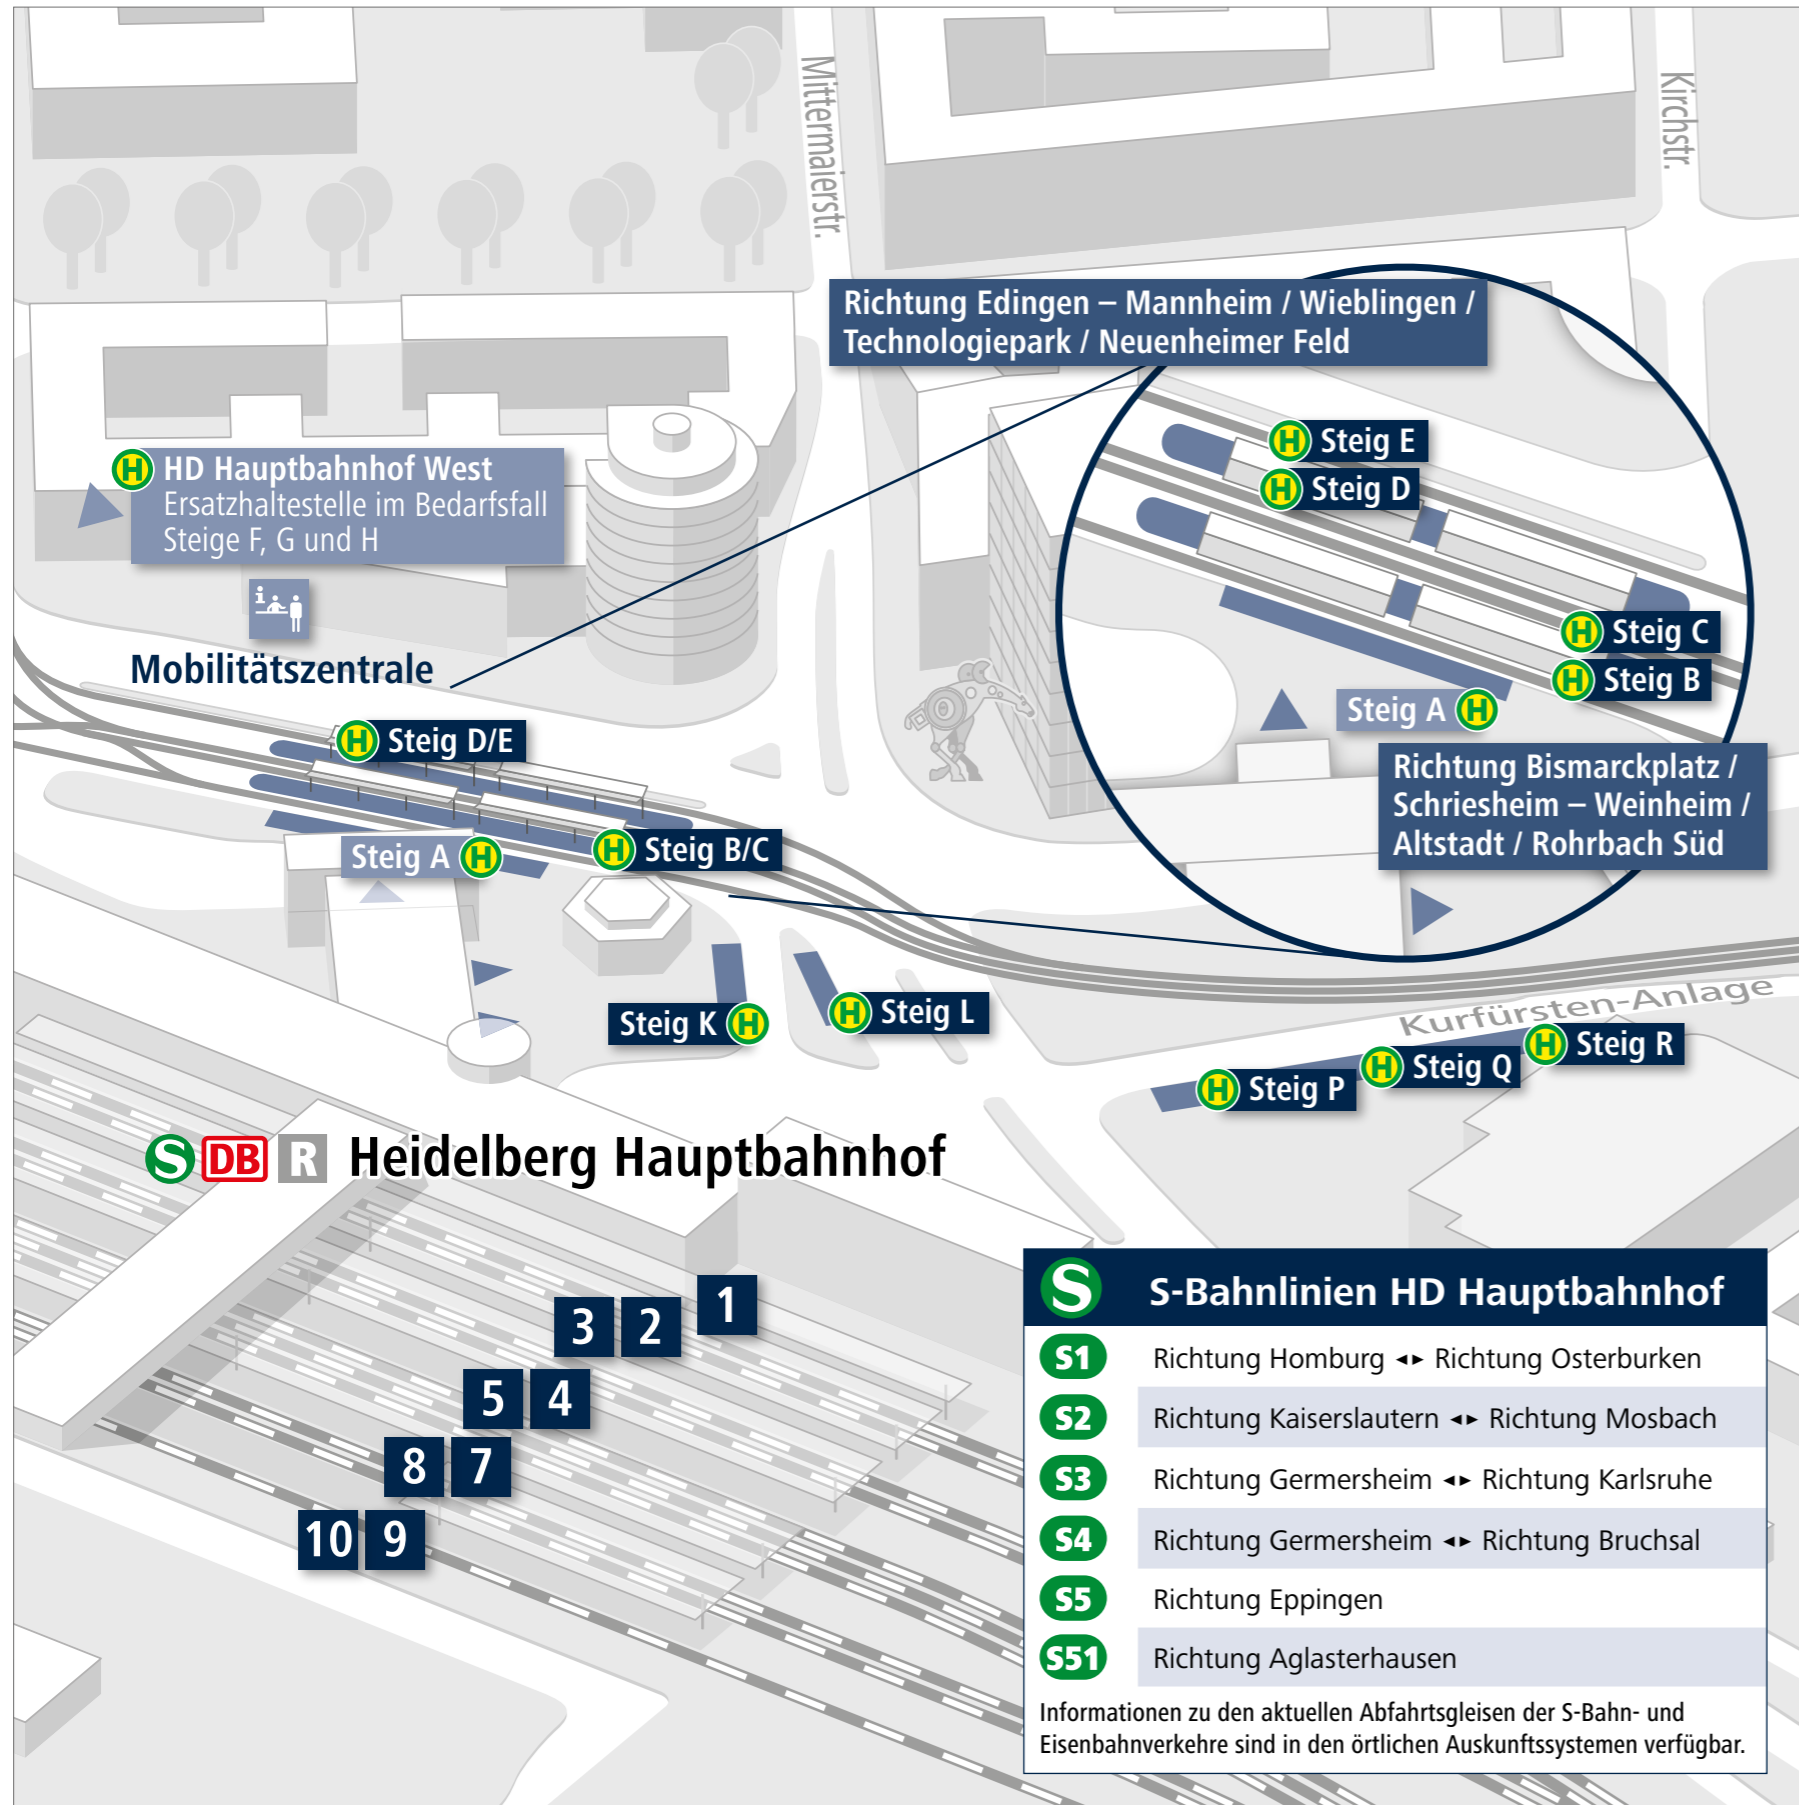 Mittermaierstr.
Kirchstr.
Richtung Edingen – Mannheim / Wieblingen /
Technologiepark / Neuenheimer Feld
H Steig E
H Steig D
H HD Hauptbahnhof West
Ersatzhaltestelle im Bedarfsfall
Steige F, G und H
i
Mobilitätszentrale
H Steig C
H Steig B
Steig A H
Richtung Bismarckplatz /
Schriesheim – Weinheim /
Altstadt / Rohrbach Süd
H Steig D/E
H Steig B/C
Steig A H
Steig K H
H Steig L
Kurfürsten-Anlage
H Steig R
H Steig Q
H Steig P
S DB R Heidelberg Hauptbahnhof
1
3 2
5 4
8 7
10 9
S S-Bahnlinien HD Hauptbahnhof
S1 Richtung Homburg ◂▸ Richtung Osterburken
S2 Richtung Kaiserslautern ◂▸ Richtung Mosbach
S3 Richtung Germersheim ◂▸ Richtung Karlsruhe
S4 Richtung Germersheim ◂▸ Richtung Bruchsal
S5 Richtung Eppingen
S51 Richtung Aglasterhausen
Informationen zu den aktuellen Abfahrtsgleisen der S-Bahn- und
Eisenbahnverkehre sind in den örtlichen Auskunftssystemen verfügbar.